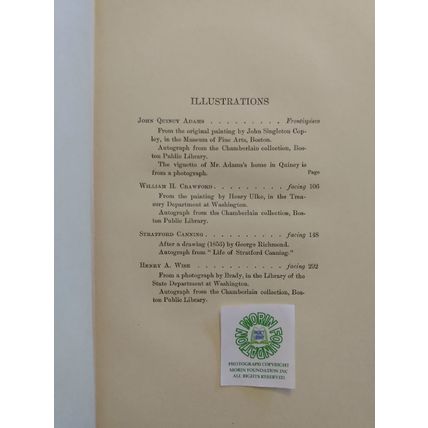 ILLUSTRATIONS
JOHN QUINCY ADAMS . . . . . . . . . Frontispiece
From the original painting by John Singleton Cop-
ley, in the Museum of Fine Arts, Boston.
Autograph from the Chamberlain collection, Bos-
ton Public Library.
The vignette of Mr. Adams's home in Quincy is
from a photograph. Page
WILLIAM H. CRAWFORD . . . . . . . . facing 106
From the painting by Henry Ulke, in the Treas-
ury Department at Washington.
Autograph from the Chamberlain collection, Bos-
ton Public Library.
STRATFORD CANNING . . . . . . . . . facing 148
After a drawing (1853) by George Richmond.
Autograph from "Life of Stratford Canning."
HENRY A. WISE . . . . . . . . . . . facing 292
From a photograph by Brady, in the Library of the
State Department at Washington.
Autograph from the Chamberlain collection, Bos-
ton Public Library.
MORIN FOUNDATION
PHOTOGRAPH COPYRIGHT
MORIN FOUNDATION INC
ALL RIGHTS RESERVED